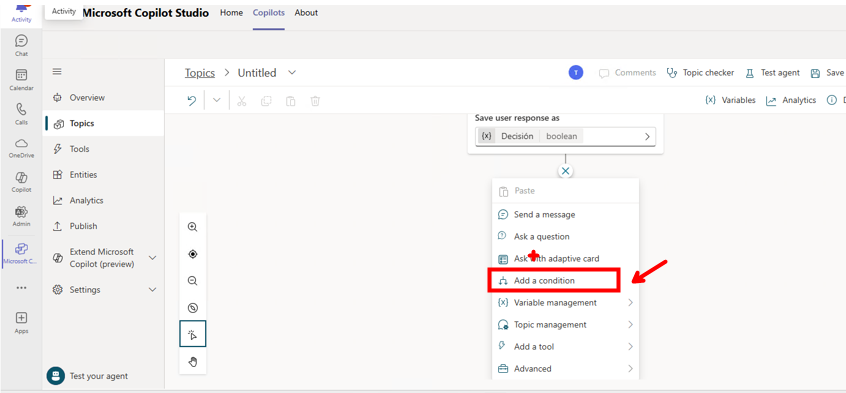 Activity
Activity
Microsoft Copilot Studio
Home
Copilots
About
Chat
Calendar
Calls
OneDrive
Copilot
Admin
Microsoft C...
Apps
Overview
Topics
Tools
Entities
Analytics
Publish
Extend Microsoft
Copilot (preview)
Settings
Test your agent
Topics > Untitled
T
Comments
Topic checker
Test agent
Save
{x} Variables
Analytics
Save user response as
{x} Decisión boolean
Paste
Send a message
Ask a question
Ask with adaptive card
Add a condition
{x} Variable management
Topic management
Add a tool
Advanced